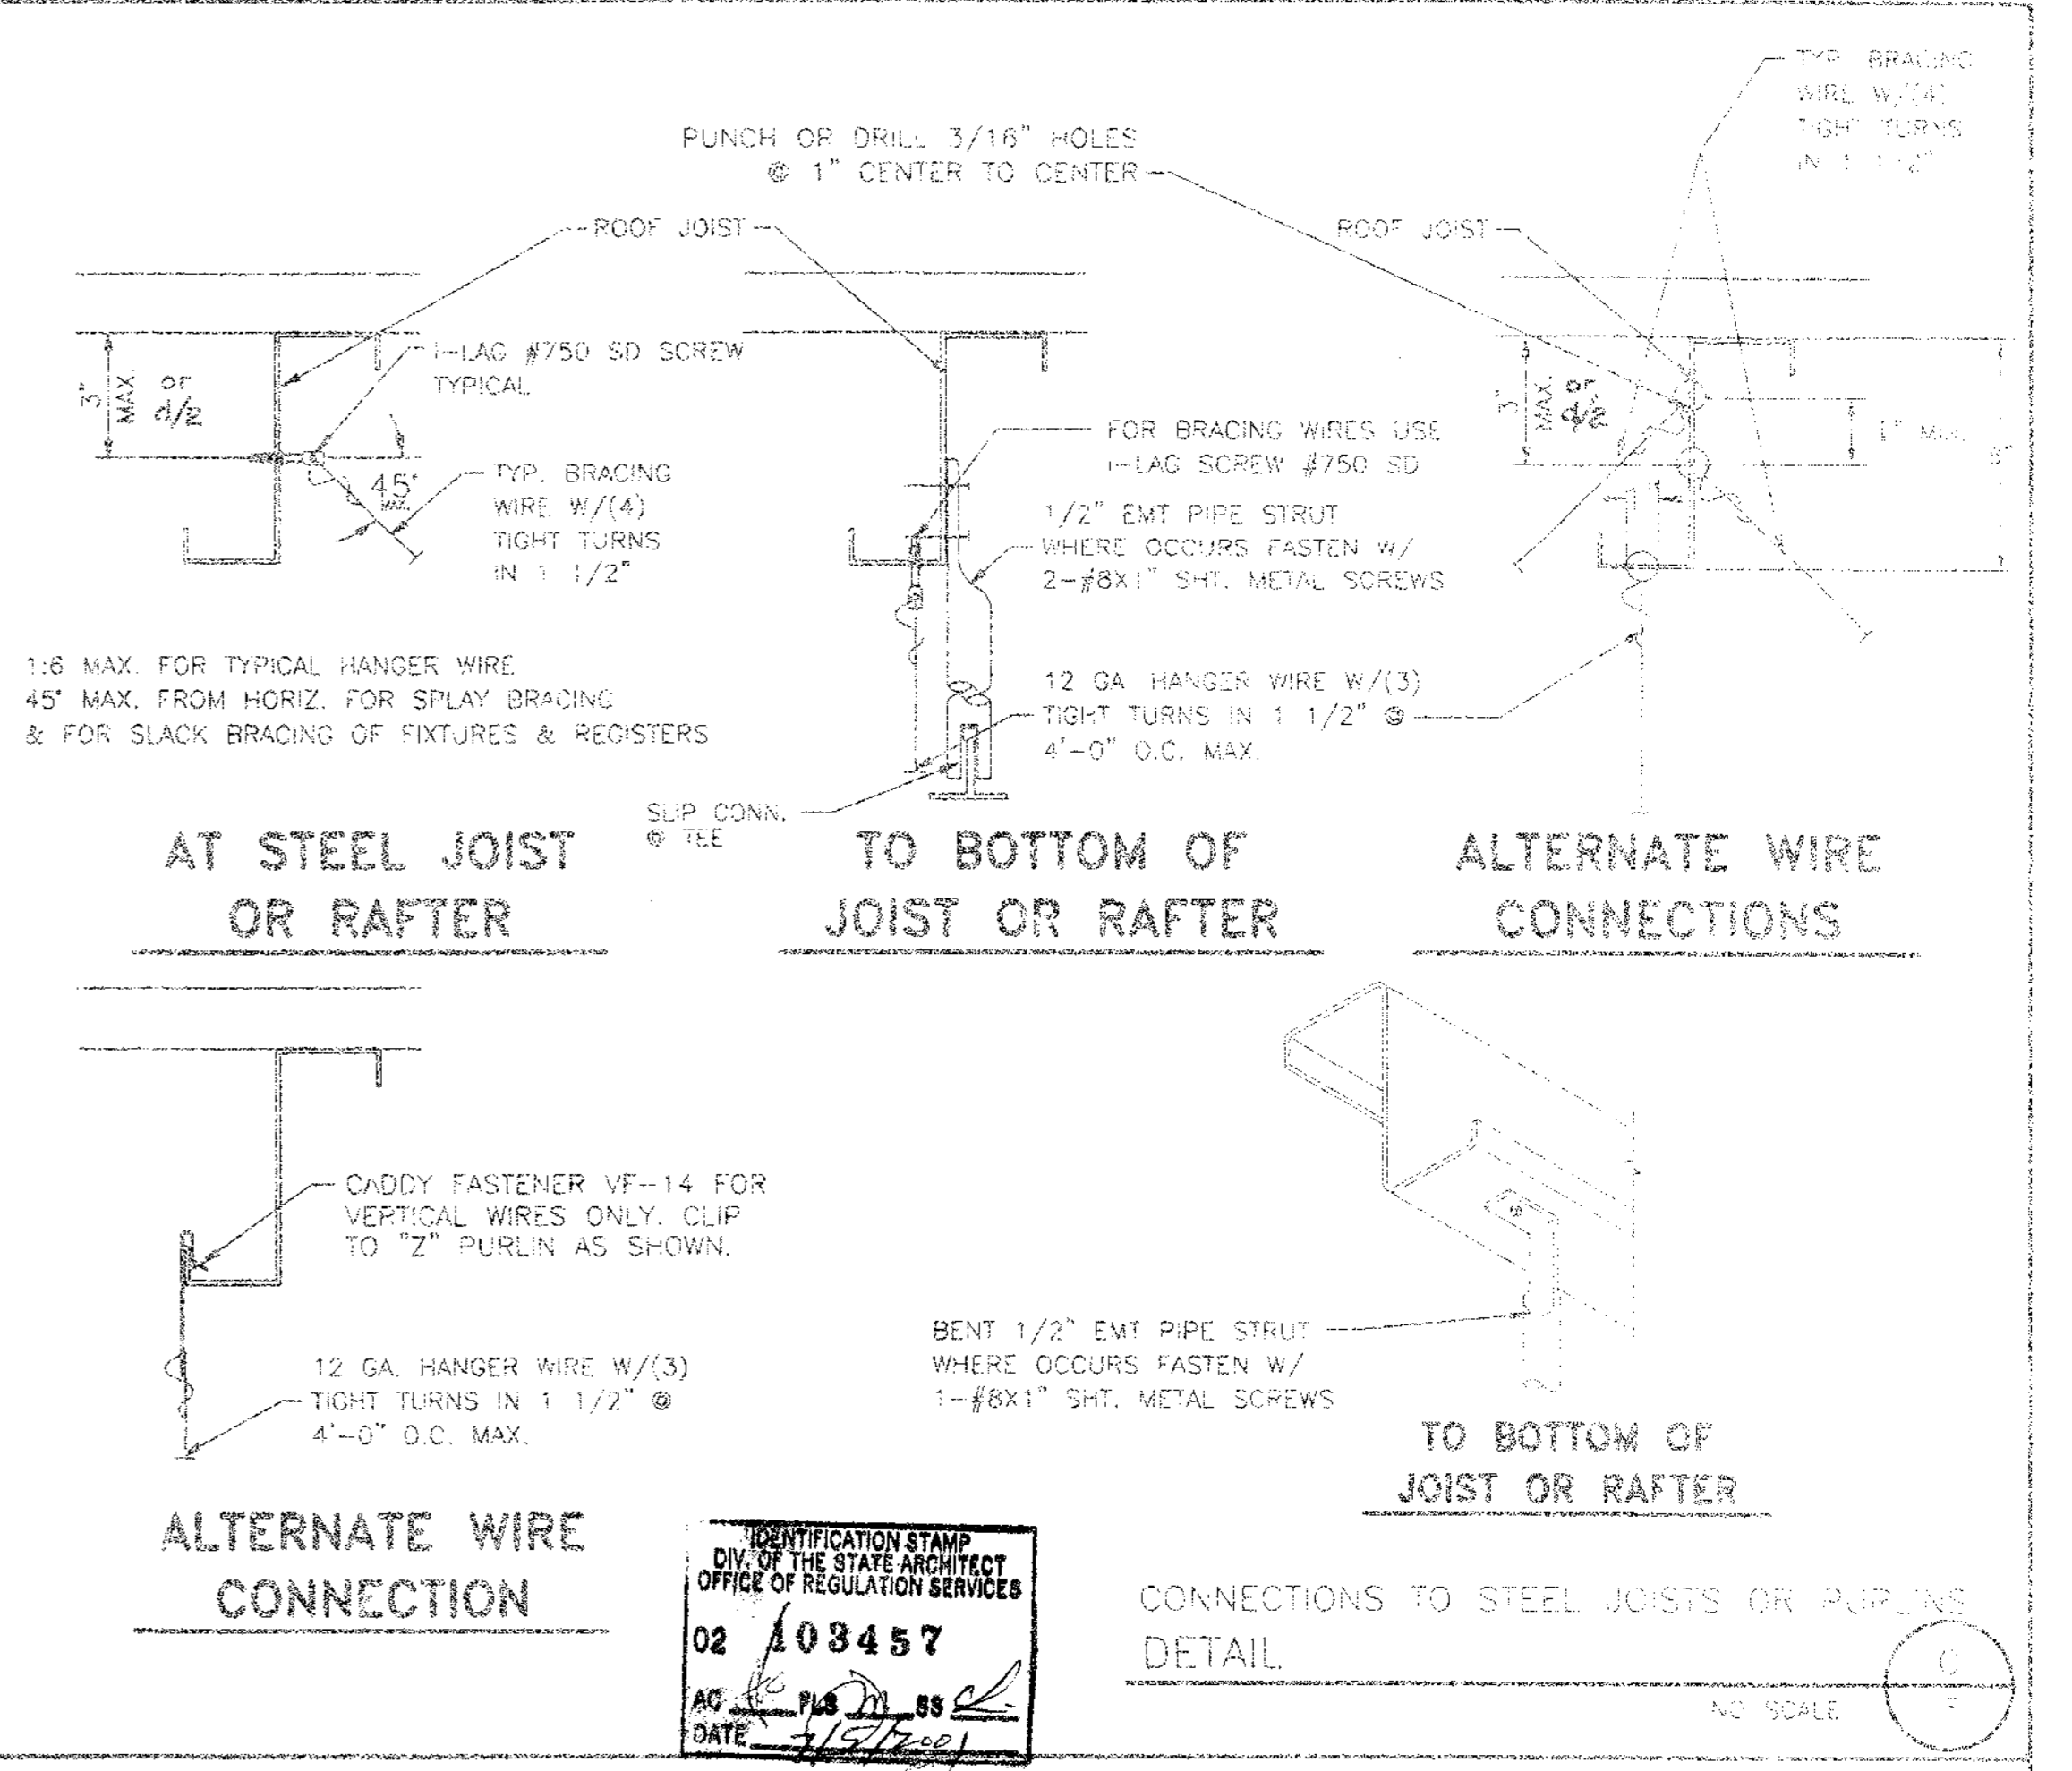 TYP. BRACING
WIRE W/(4)
TIGHT TURNS
IN 1 1/2"
PUNCH OR DRILL 3/16" HOLES
@ 1" CENTER TO CENTER
ROOF JOIST
ROOF JOIST
3"
MAX.
or
d/2
I-LAG #750 SD SCREW
TYPICAL
45°
MAX.
TYP. BRACING
WIRE W/(4)
TIGHT TURNS
IN 1 1/2"
FOR BRACING WIRES USE
I-LAG SCREW #750 SD
1/2" EMT PIPE STRUT
WHERE OCCURS FASTEN W/
2-#8X1" SHT. METAL SCREWS
3"
MAX.
or
d/2
1"
1:6 MAX. FOR TYPICAL HANGER WIRE
45° MAX. FROM HORIZ. FOR SPLAY BRACING
& FOR SLACK BRACING OF FIXTURES & REGISTERS
12 GA HANGER WIRE W/(3)
TIGHT TURNS IN 1 1/2" @
4'-0" O.C. MAX.
SLIP CONN.
@ TEE
AT STEEL JOIST
OR RAFTER
TO BOTTOM OF
JOIST OR RAFTER
ALTERNATE WIRE
CONNECTIONS
CADDY FASTENER VF-14 FOR
VERTICAL WIRES ONLY. CLIP
TO "Z" PURLIN AS SHOWN.
12 GA. HANGER WIRE W/(3)
TIGHT TURNS IN 1 1/2" @
4'-0" O.C. MAX.
ALTERNATE WIRE
CONNECTION
BENT 1/2" EMT PIPE STRUT
WHERE OCCURS FASTEN W/
1-#8X1" SHT. METAL SCREWS
TO BOTTOM OF
JOIST OR RAFTER
IDENTIFICATION STAMP
DIV. OF THE STATE ARCHITECT
OFFICE OF REGULATION SERVICES
02 103457
AC FLS SS
DATE 7/5/2001
CONNECTIONS TO STEEL JOISTS OR PURLINS
DETAIL
NO SCALE